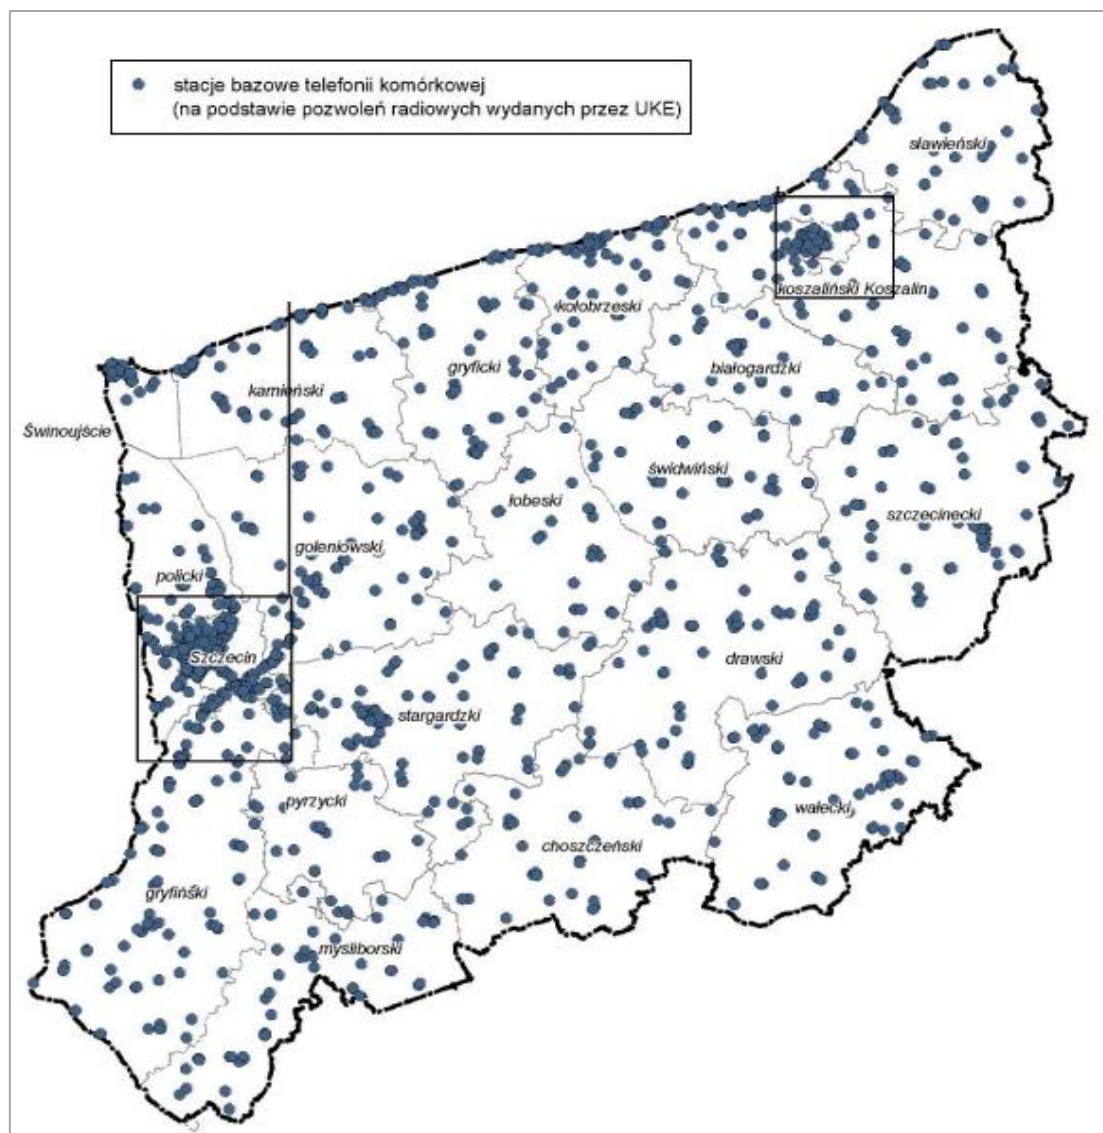 stacje bazowe telefonii komórkowej
(na podstawie pozwoleń radiowych wydanych przez UKE)
sławieński
koszaliński Koszalin
kołobrzeski
gryficki
białogardzki
kamieński
Świnoujście
świdwiński
łobeski
szczecinecki
goleniowski
policki
Szczecin
drawski
stargardzki
pyrzycki
wałecki
choszczeński
gryfiński
myśliborski